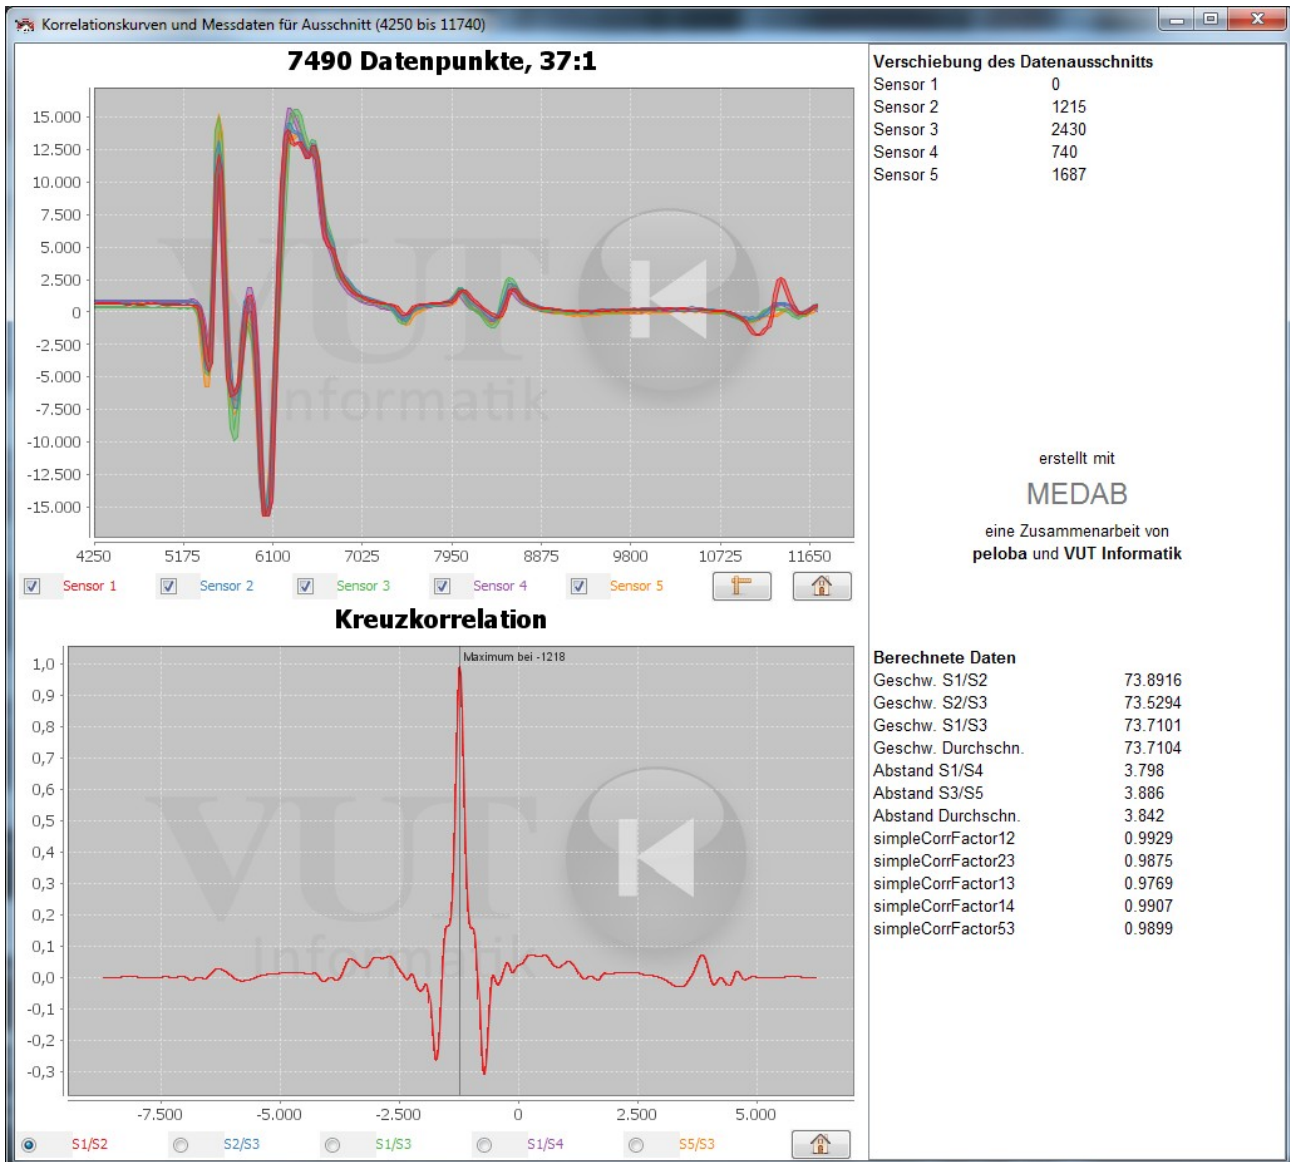 Korrelationskurven und Messdaten für Ausschnitt (4250 bis 11740)
7490 Datenpunkte, 37:1
15.000
12.500
10.000
7.500
5.000
2.500
0
-2.500
-5.000
-7.500
-10.000
-12.500
-15.000
4250 5175 6100 7025 7950 8875 9800 10725 11650
Sensor 1 Sensor 2 Sensor 3 Sensor 4 Sensor 5
VUT
Informatik
Kreuzkorrelation
Maximum bei -1218
1,0
0,9
0,8
0,7
0,6
0,5
0,4
0,3
0,2
0,1
0,0
-0,1
-0,2
-0,3
-7.500 -5.000 -2.500 0 2.500 5.000
S1/S2 S2/S3 S1/S3 S1/S4 S5/S3
VUT
Informatik
Verschiebung des Datenausschnitts
Sensor 1 0
Sensor 2 1215
Sensor 3 2430
Sensor 4 740
Sensor 5 1687
erstellt mit
MEDAB
eine Zusammenarbeit von
peloba und VUT Informatik
Berechnete Daten
Geschw. S1/S2 73.8916
Geschw. S2/S3 73.5294
Geschw. S1/S3 73.7101
Geschw. Durchschn. 73.7104
Abstand S1/S4 3.798
Abstand S3/S5 3.886
Abstand Durchschn. 3.842
simpleCorrFactor12 0.9929
simpleCorrFactor23 0.9875
simpleCorrFactor13 0.9769
simpleCorrFactor14 0.9907
simpleCorrFactor53 0.9899